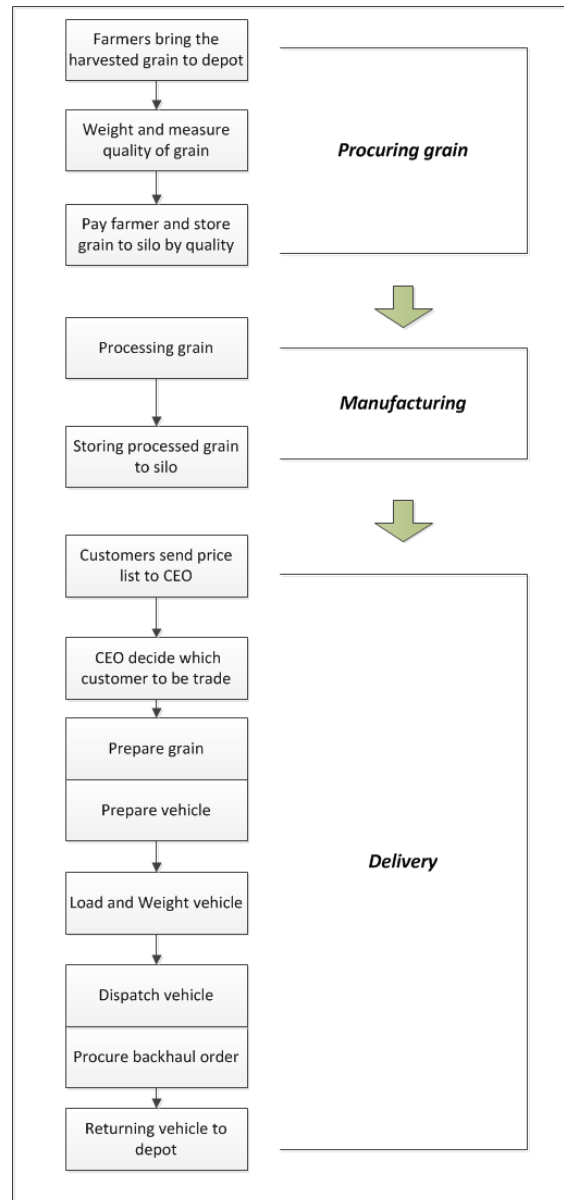 Farmers bring the
harvested grain to depot
Weight and measure
quality of grain
Procuring grain
Pay farmer and store
grain to silo by quality
Processing grain
Manufacturing
Storing processed grain
to silo
Customers send price
list to CEO
CEO decide which
customer to be trade
Prepare grain
Prepare vehicle
Delivery
Load and Weight vehicle
Dispatch vehicle
Procure backhaul order
Returning vehicle to
depot